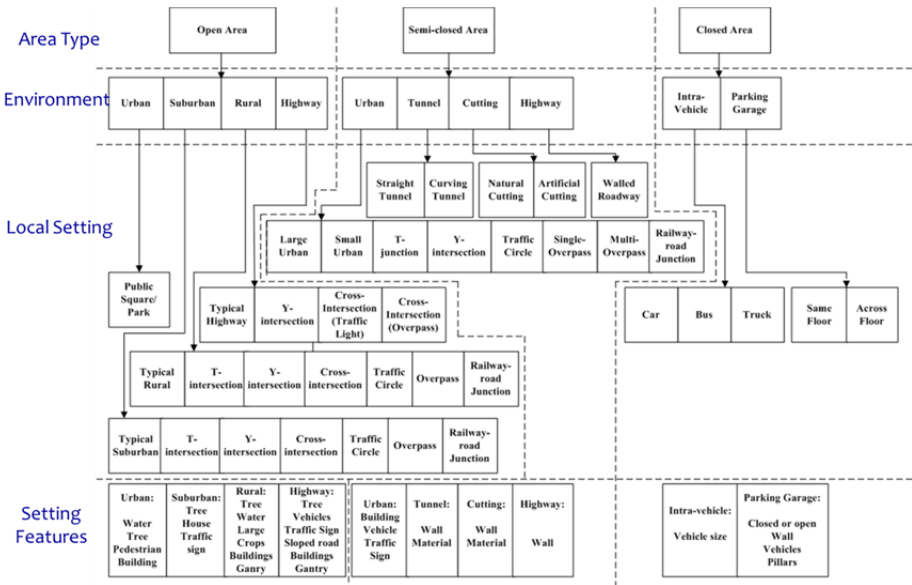 Area Type
Open Area
Semi-closed Area
Closed Area
Environment
Urban
Suburban
Rural
Highway
Urban
Tunnel
Cutting
Highway
Intra-
Vehicle
Parking
Garage
Local Setting
Straight
Tunnel
Curving
Tunnel
Natural
Cutting
Artificial
Cutting
Walled
Roadway
Large
Urban
Small
Urban
T-
junction
Y-
intersection
Traffic
Circle
Single-
Overpass
Multi-
Overpass
Railway-
road
Junction
Public
Square/
Park
Typical
Highway
Y-
intersection
Cross-
Intersection
(Traffic
Light)
Cross-
Intersection
(Overpass)
Car
Bus
Truck
Same
Floor
Across
Floor
Typical
Rural
T-
intersection
Y-
intersection
Cross-
intersection
Traffic
Circle
Overpass
Railway-
road
Junction
Typical
Suburban
T-
intersection
Y-
intersection
Cross-
intersection
Traffic
Circle
Overpass
Railway-
road
Junction
Setting
Features
Urban:
Water
Tree
Pedestrian
Building
Suburban:
Tree
House
Traffic
sign
Rural:
Tree
Water
Large
Crops
Buildings
Ganry
Highway:
Tree
Vehicles
Traffic Sign
Sloped road
Buildings
Gantry
Urban:
Building
Vehicle
Traffic
Sign
Tunnel:
Wall
Material
Cutting:
Wall
Material
Highway:
Wall
Intra-vehicle:
Vehicle size
Parking Garage:
Closed or open
Wall
Vehicles
Pillars